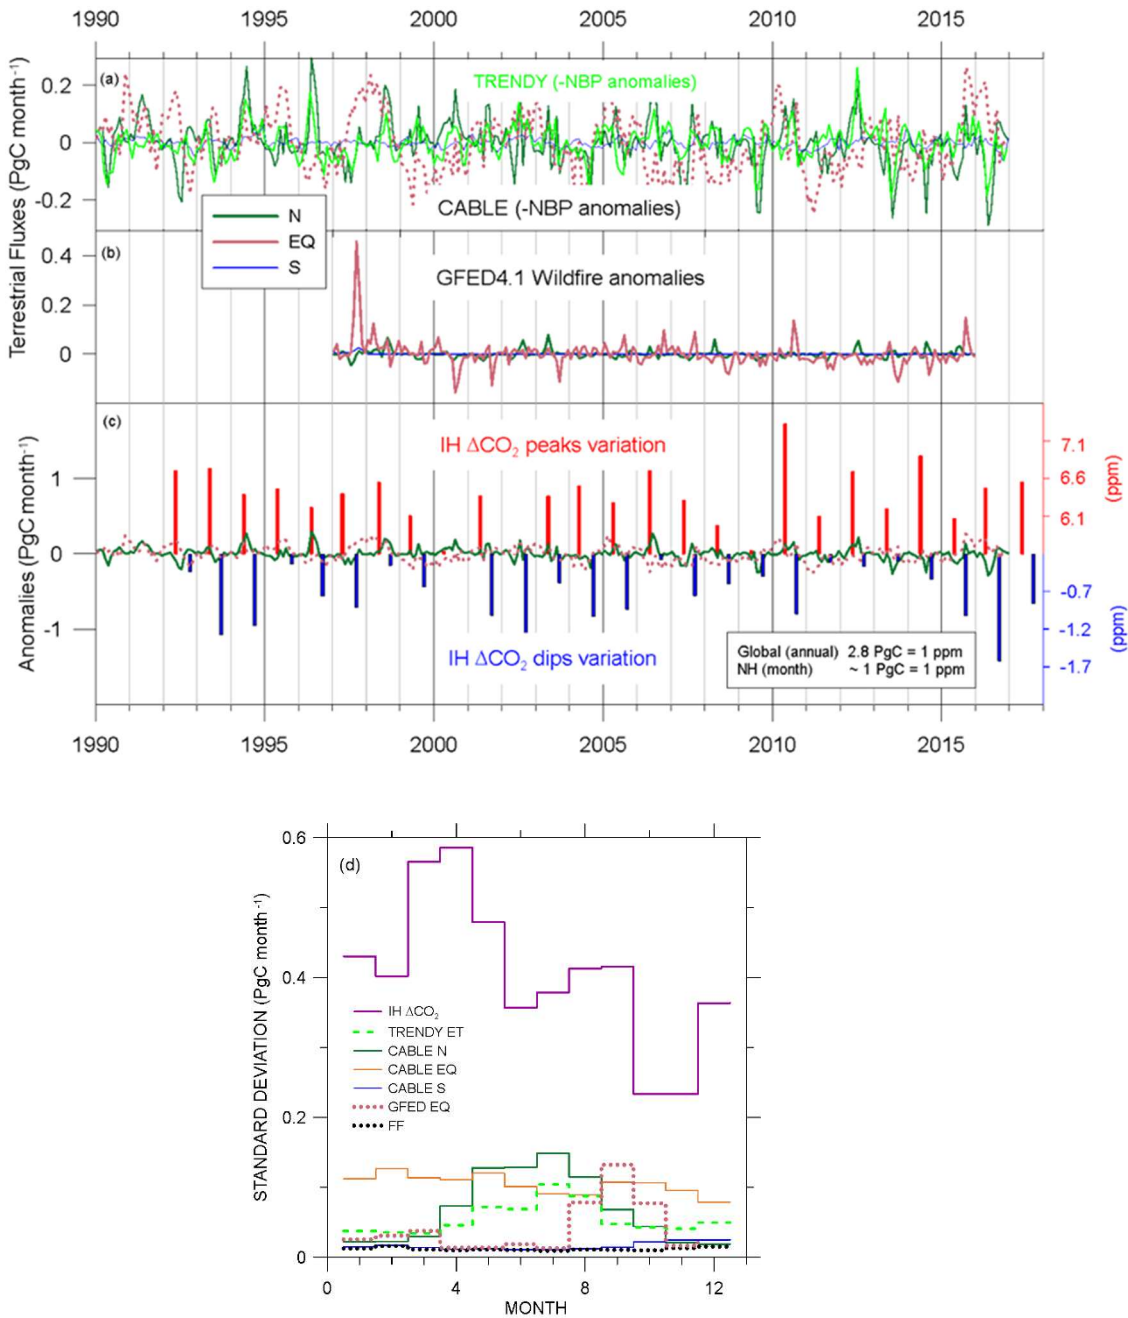 1990 1995 2000 2005 2010 2015
Terrestrial Fluxes (PgC month⁻¹)
(a)
0.2
0
-0.2
TRENDY (-NBP anomalies)
CABLE (-NBP anomalies)
N
EQ
S
(b)
0.4
0.2
0
GFED4.1 Wildfire anomalies
Anomalies (PgC month⁻¹)
(c)
1
0
-1
IH ΔCO₂ peaks variation
7.1
6.6
6.1
(ppm)
-0.7
-1.2
-1.7
(ppm)
IH ΔCO₂ dips variation
Global (annual) 2.8 PgC = 1 ppm
NH (month) ~ 1 PgC = 1 ppm
1990 1995 2000 2005 2010 2015
STANDARD DEVIATION (PgC month⁻¹)
(d)
0.6
0.4
0.2
0
IH ΔCO₂
TRENDY ET
CABLE N
CABLE EQ
CABLE S
GFED EQ
FF
0 4 8 12
MONTH